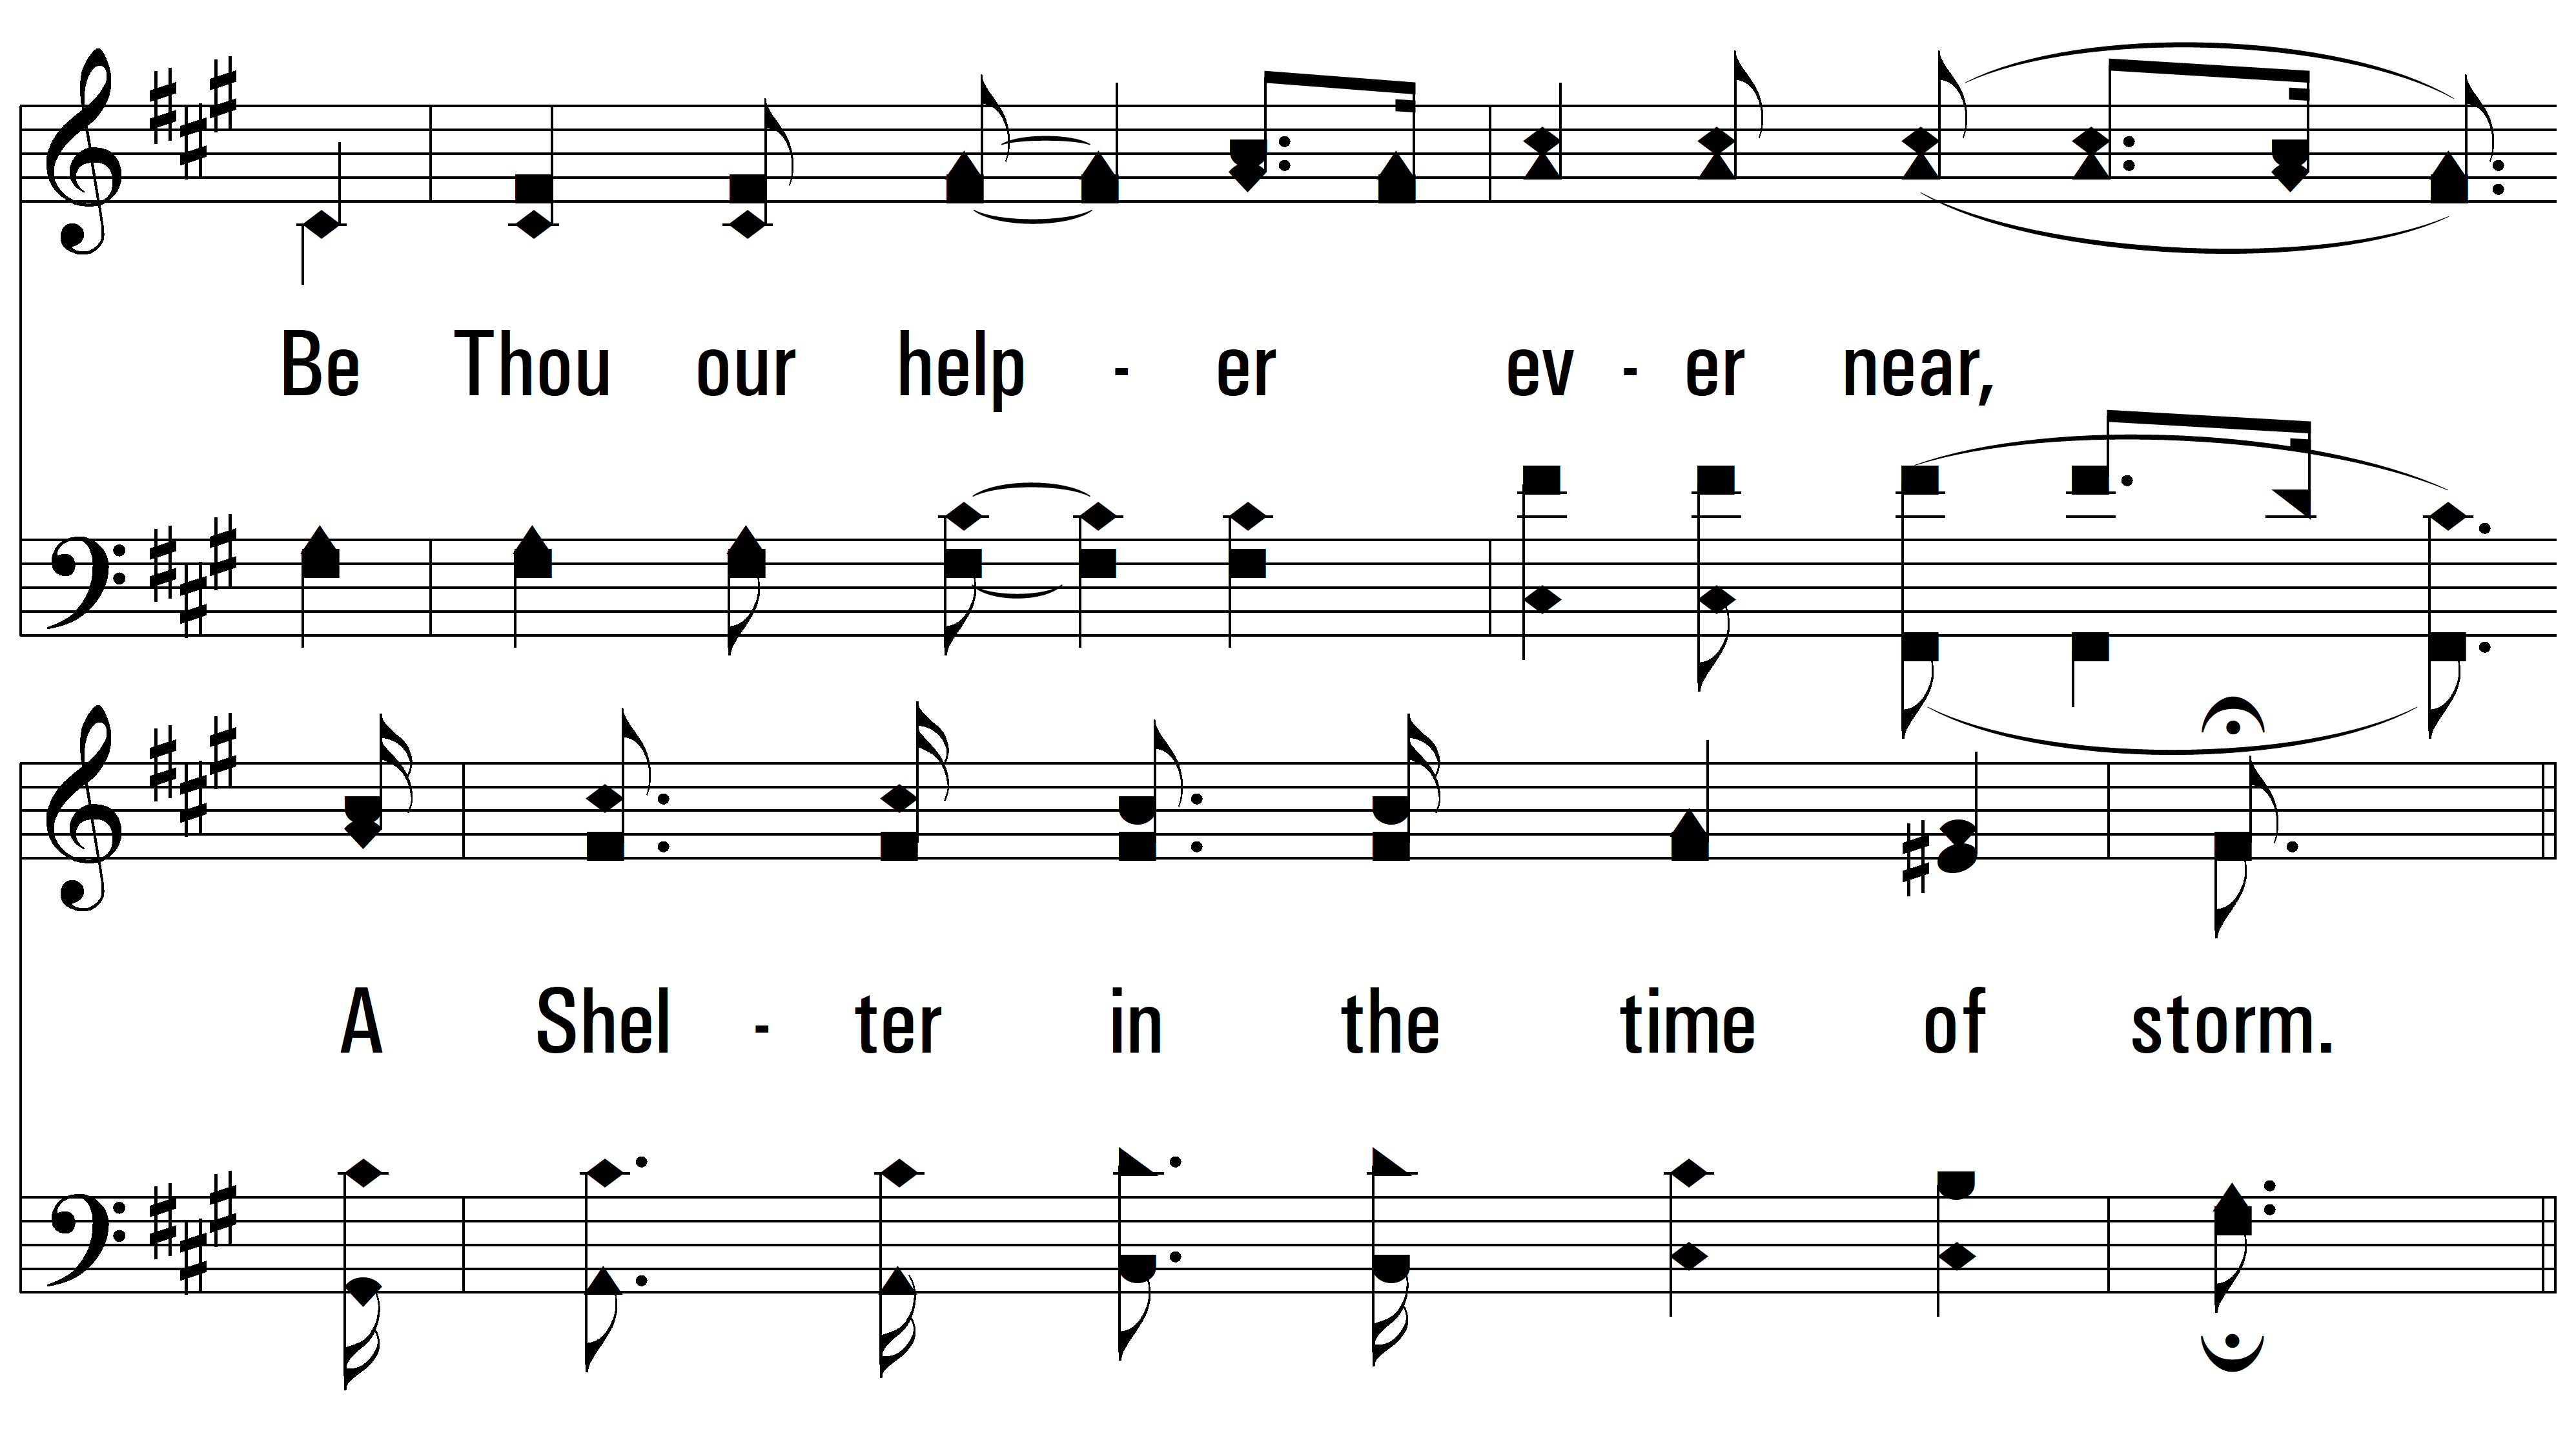 Be Thou our help - er ev - er near,
A Shel - ter in the time of storm.